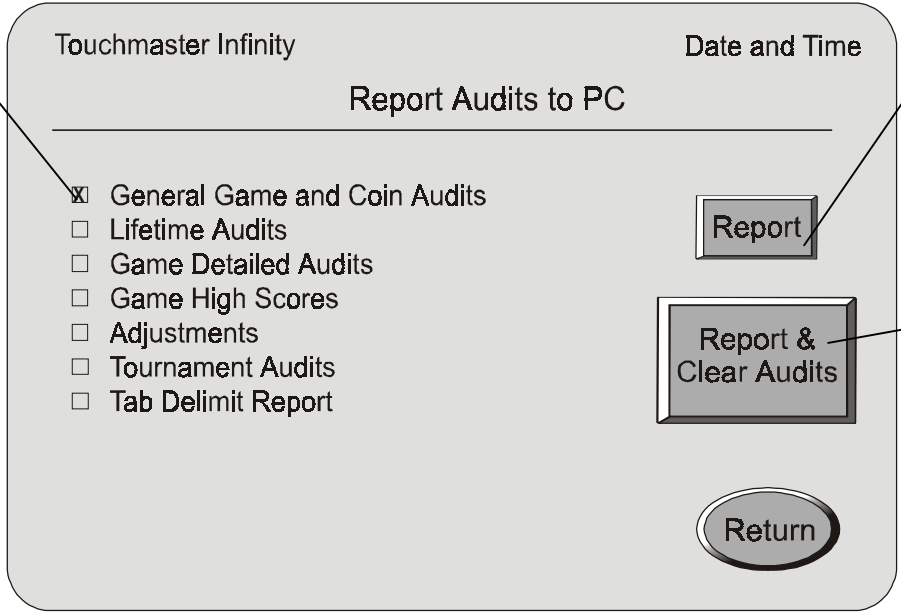 Touchmaster Infinity
Date and Time
Report Audits to PC
X General Game and Coin Audits
Lifetime Audits
Game Detailed Audits
Game High Scores
Adjustments
Tournament Audits
Tab Delimit Report
Report
Report &
Clear Audits
Return